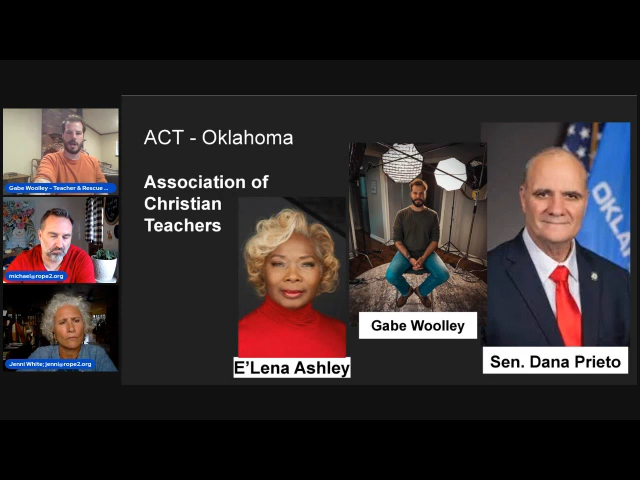 ACT - Oklahoma
Association of
Christian
Teachers
Gabe Woolley - Teacher & Rescue ...
michael@rope2.org
Jenni White; jenni@rope2.org
E'Lena Ashley
Gabe Woolley
Sen. Dana Prieto
OKLA